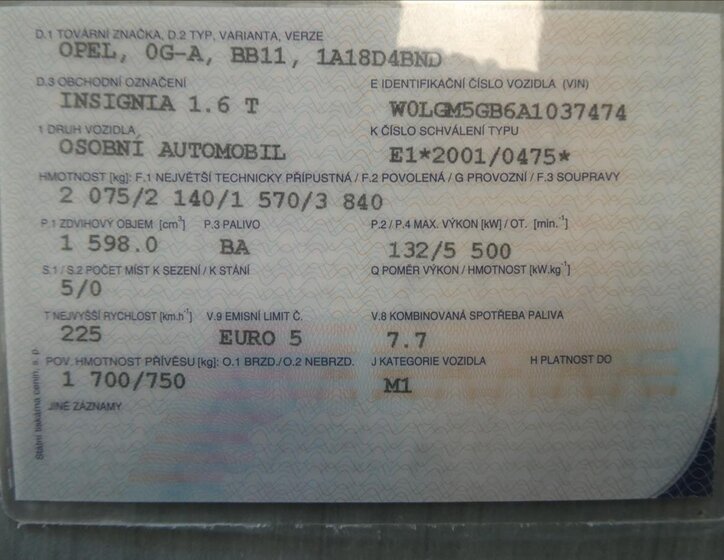 D.1 TOVÁRNÍ ZNAČKA, D.2 TYP, VARIANTA, VERZE
OPEL, 0G-A, BB11, 1A18D4BND
D.3 OBCHODNÍ OZNAČENÍ E IDENTIFIKAČNÍ ČÍSLO VOZIDLA (VIN)
INSIGNIA 1.6 T W0LGM5GB6A1037474
1 DRUH VOZIDLA K ČÍSLO SCHVÁLENÍ TYPU
OSOBNÍ AUTOMOBIL E1*2001/0475*
HMOTNOST [kg]: F.1 NEJVĚTŠÍ TECHNICKY PŘÍPUSTNÁ / F.2 POVOLENÁ / G PROVOZNÍ / F.3 SOUPRAVY
2 075/2 140/1 570/3 840
P.1 ZDVIHOVÝ OBJEM [cm³] P.3 PALIVO P.2 / P.4 MAX. VÝKON [kW] / OT. [min.⁻¹]
1 598.0 BA 132/5 500
S.1 / S.2 POČET MÍST K SEZENÍ / K STÁNÍ Q POMĚR VÝKON / HMOTNOST [kW.kg⁻¹]
5/0
T NEJVYŠŠÍ RYCHLOST [km.h⁻¹] V.9 EMISNÍ LIMIT Č. V.8 KOMBINOVANÁ SPOTŘEBA PALIVA
225 EURO 5 7.7
POV. HMOTNOST PŘÍVĚSU [kg]: O.1 BRZD./O.2 NEBRZD. J KATEGORIE VOZIDLA H PLATNOST DO
1 700/750 M1
JINÉ ZÁZNAMY
Státní tiskárna cenin, s. p.